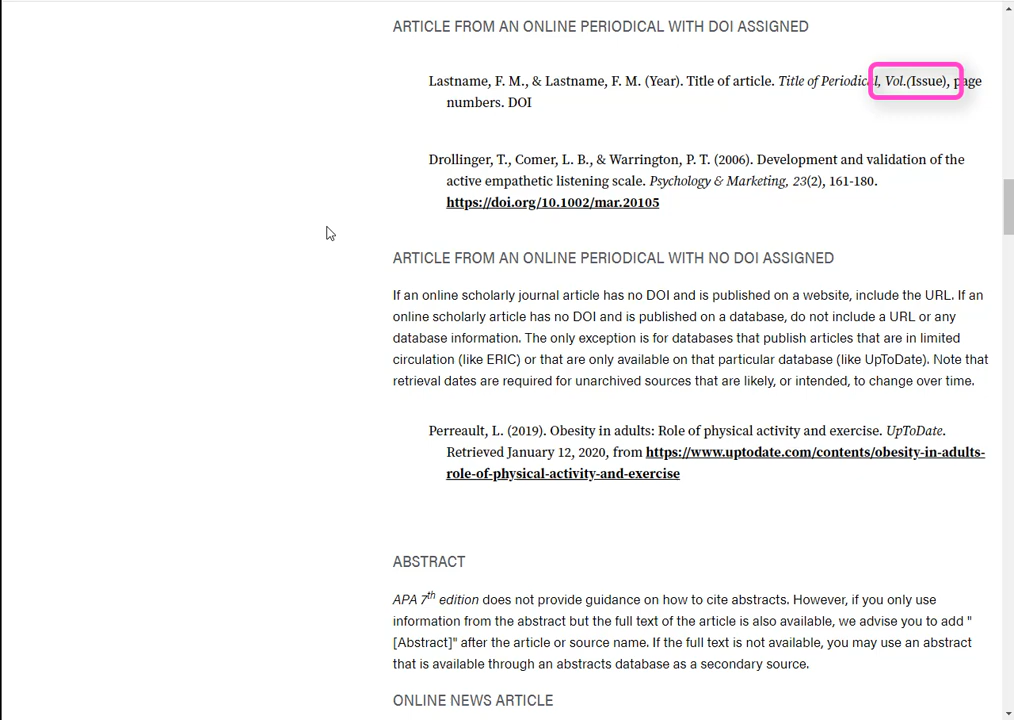 ARTICLE FROM AN ONLINE PERIODICAL WITH DOI ASSIGNED
Lastname, F. M., & Lastname, F. M. (Year). Title of article. Title of Periodical, Vol.(Issue), page
numbers. DOI
Drollinger, T., Comer, L. B., & Warrington, P. T. (2006). Development and validation of the
active empathetic listening scale. Psychology & Marketing, 23(2), 161-180.
https://doi.org/10.1002/mar.20105
ARTICLE FROM AN ONLINE PERIODICAL WITH NO DOI ASSIGNED
If an online scholarly journal article has no DOI and is published on a website, include the URL. If an
online scholarly article has no DOI and is published on a database, do not include a URL or any
database information. The only exception is for databases that publish articles that are in limited
circulation (like ERIC) or that are only available on that particular database (like UpToDate). Note that
retrieval dates are required for unarchived sources that are likely, or intended, to change over time.
Perreault, L. (2019). Obesity in adults: Role of physical activity and exercise. UpToDate.
Retrieved January 12, 2020, from https://www.uptodate.com/contents/obesity-in-adults-
role-of-physical-activity-and-exercise
ABSTRACT
APA 7th edition does not provide guidance on how to cite abstracts. However, if you only use
information from the abstract but the full text of the article is also available, we advise you to add "
[Abstract]" after the article or source name. If the full text is not available, you may use an abstract
that is available through an abstracts database as a secondary source.
ONLINE NEWS ARTICLE